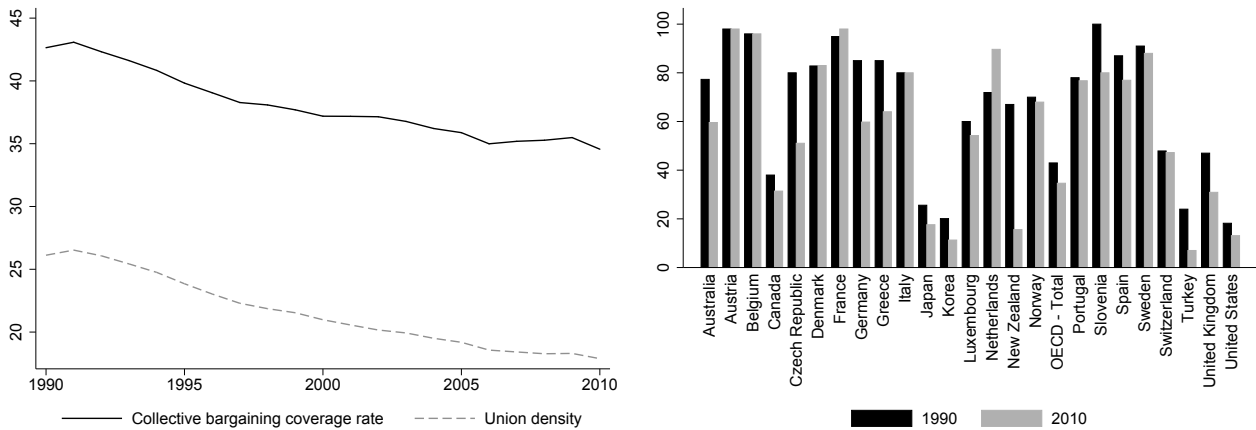 45
40
35
30
25
20
1990
1995
2000
2005
2010
Collective bargaining coverage rate
Union density
100
80
60
40
20
0
Australia
Austria
Belgium
Canada
Czech Republic
Denmark
France
Germany
Greece
Italy
Japan
Korea
Luxembourg
Netherlands
New Zealand
Norway
OECD - Total
Portugal
Slovenia
Spain
Sweden
Switzerland
Turkey
United Kingdom
United States
1990
2010